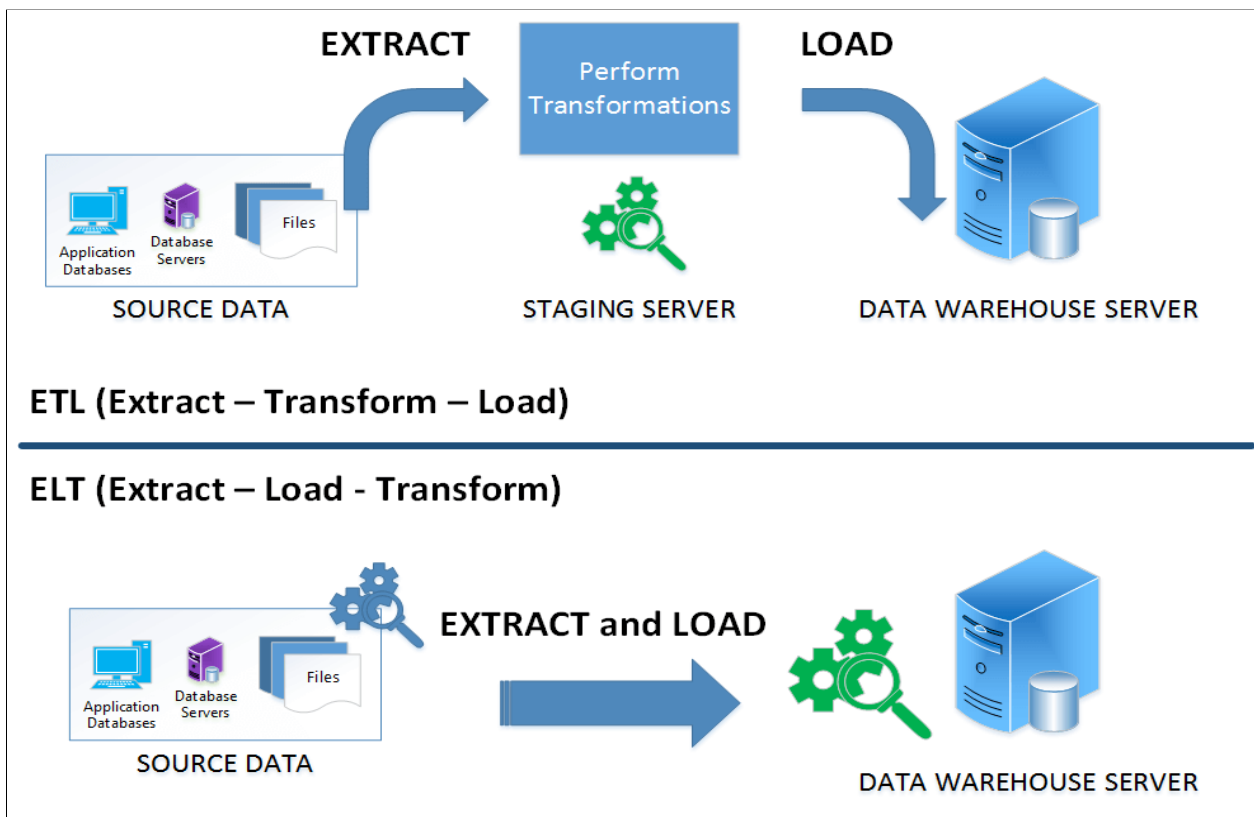 EXTRACT
LOAD
Perform
Transformations
Application
Databases
Database
Servers
Files
SOURCE DATA
STAGING SERVER
DATA WAREHOUSE SERVER
ETL (Extract – Transform – Load)
ELT (Extract – Load - Transform)
EXTRACT and LOAD
Application
Databases
Database
Servers
Files
SOURCE DATA
DATA WAREHOUSE SERVER